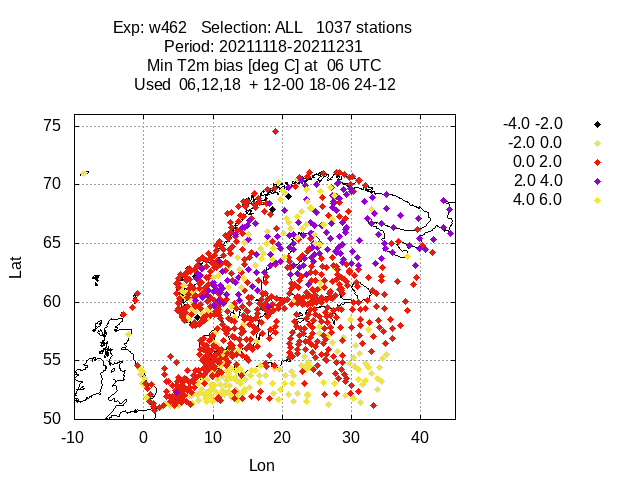 Exp: w462 Selection: ALL 1037 stations
Period: 20211118-20211231
Min T2m bias [deg C] at 06 UTC
Used 06,12,18 + 12-00 18-06 24-12
-4.0 -2.0
-2.0 0.0
0.0 2.0
2.0 4.0
4.0 6.0
75
70
65
60
55
50
Lat
-10 0 10 20 30 40
Lon